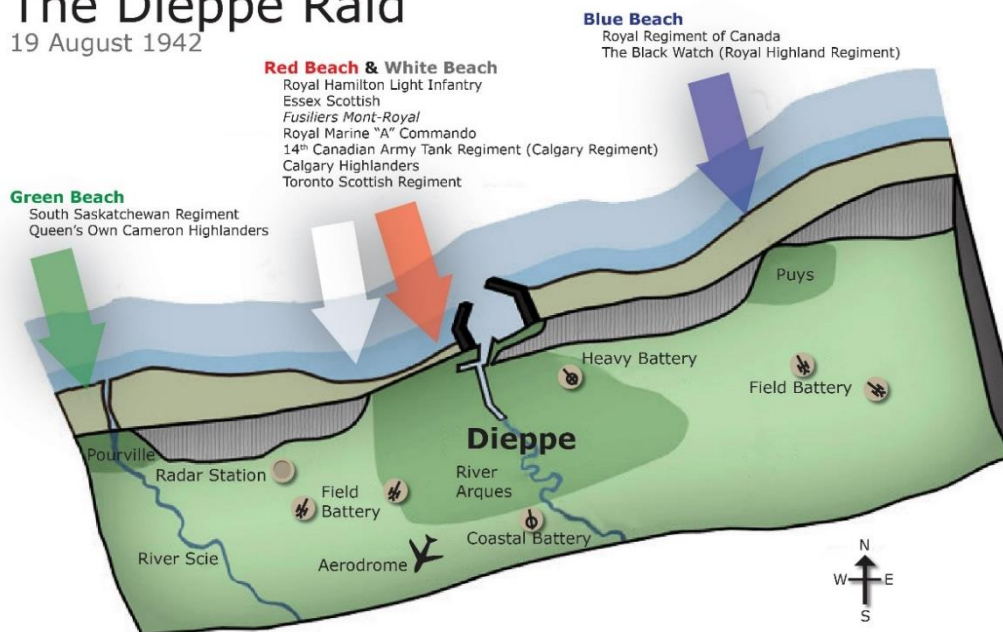 The Dieppe Raid
19 August 1942
Blue Beach
Royal Regiment of Canada
The Black Watch (Royal Highland Regiment)
Red Beach & White Beach
Royal Hamilton Light Infantry
Essex Scottish
Fusiliers Mont-Royal
Royal Marine “A” Commando
14th Canadian Army Tank Regiment (Calgary Regiment)
Calgary Highlanders
Toronto Scottish Regiment
Green Beach
South Saskatchewan Regiment
Queen’s Own Cameron Highlanders
Puys
Heavy Battery
Field Battery
Dieppe
Pourville
Radar Station
River
Arques
Field
Battery
Coastal Battery
River Scie
Aerodrome
N
W E
S